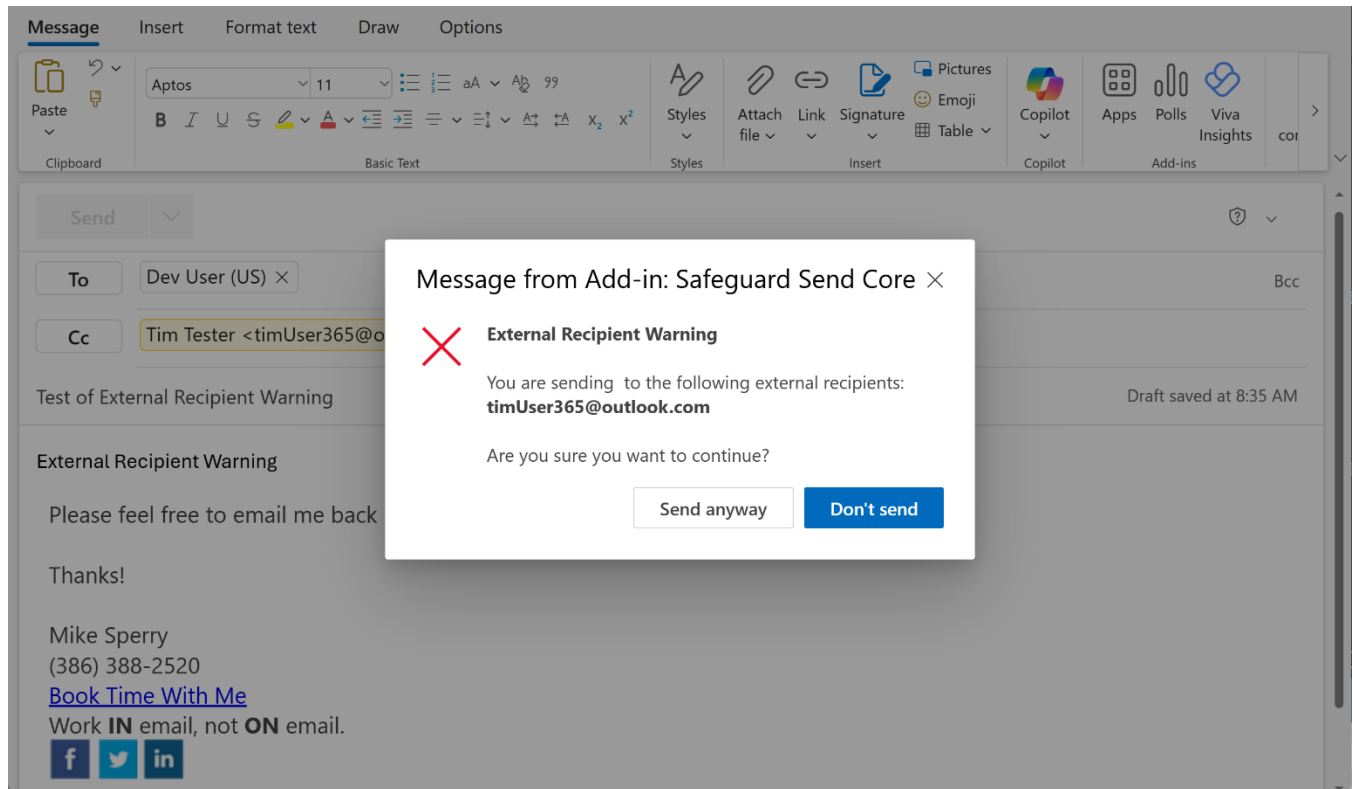 Message Insert Format text Draw Options
Aptos 11 aA 99
Pictures
Emoji
Table
Paste
B I U S A x₂ x²
Styles Attach file Link Signature Copilot Apps Polls Viva Insights
Clipboard Basic Text Styles Insert Copilot Add-ins
Send
To Dev User (US) Bcc
Cc Tim Tester <timUser365@o
Test of External Recipient Warning Draft saved at 8:35 AM
Message from Add-in: Safeguard Send Core
External Recipient Warning
You are sending  to the following external recipients:
timUser365@outlook.com
Are you sure you want to continue?
Send anyway Don't send
External Recipient Warning
Please feel free to email me back
Thanks!
Mike Sperry
(386) 388-2520
Book Time With Me
Work IN email, not ON email.
f in